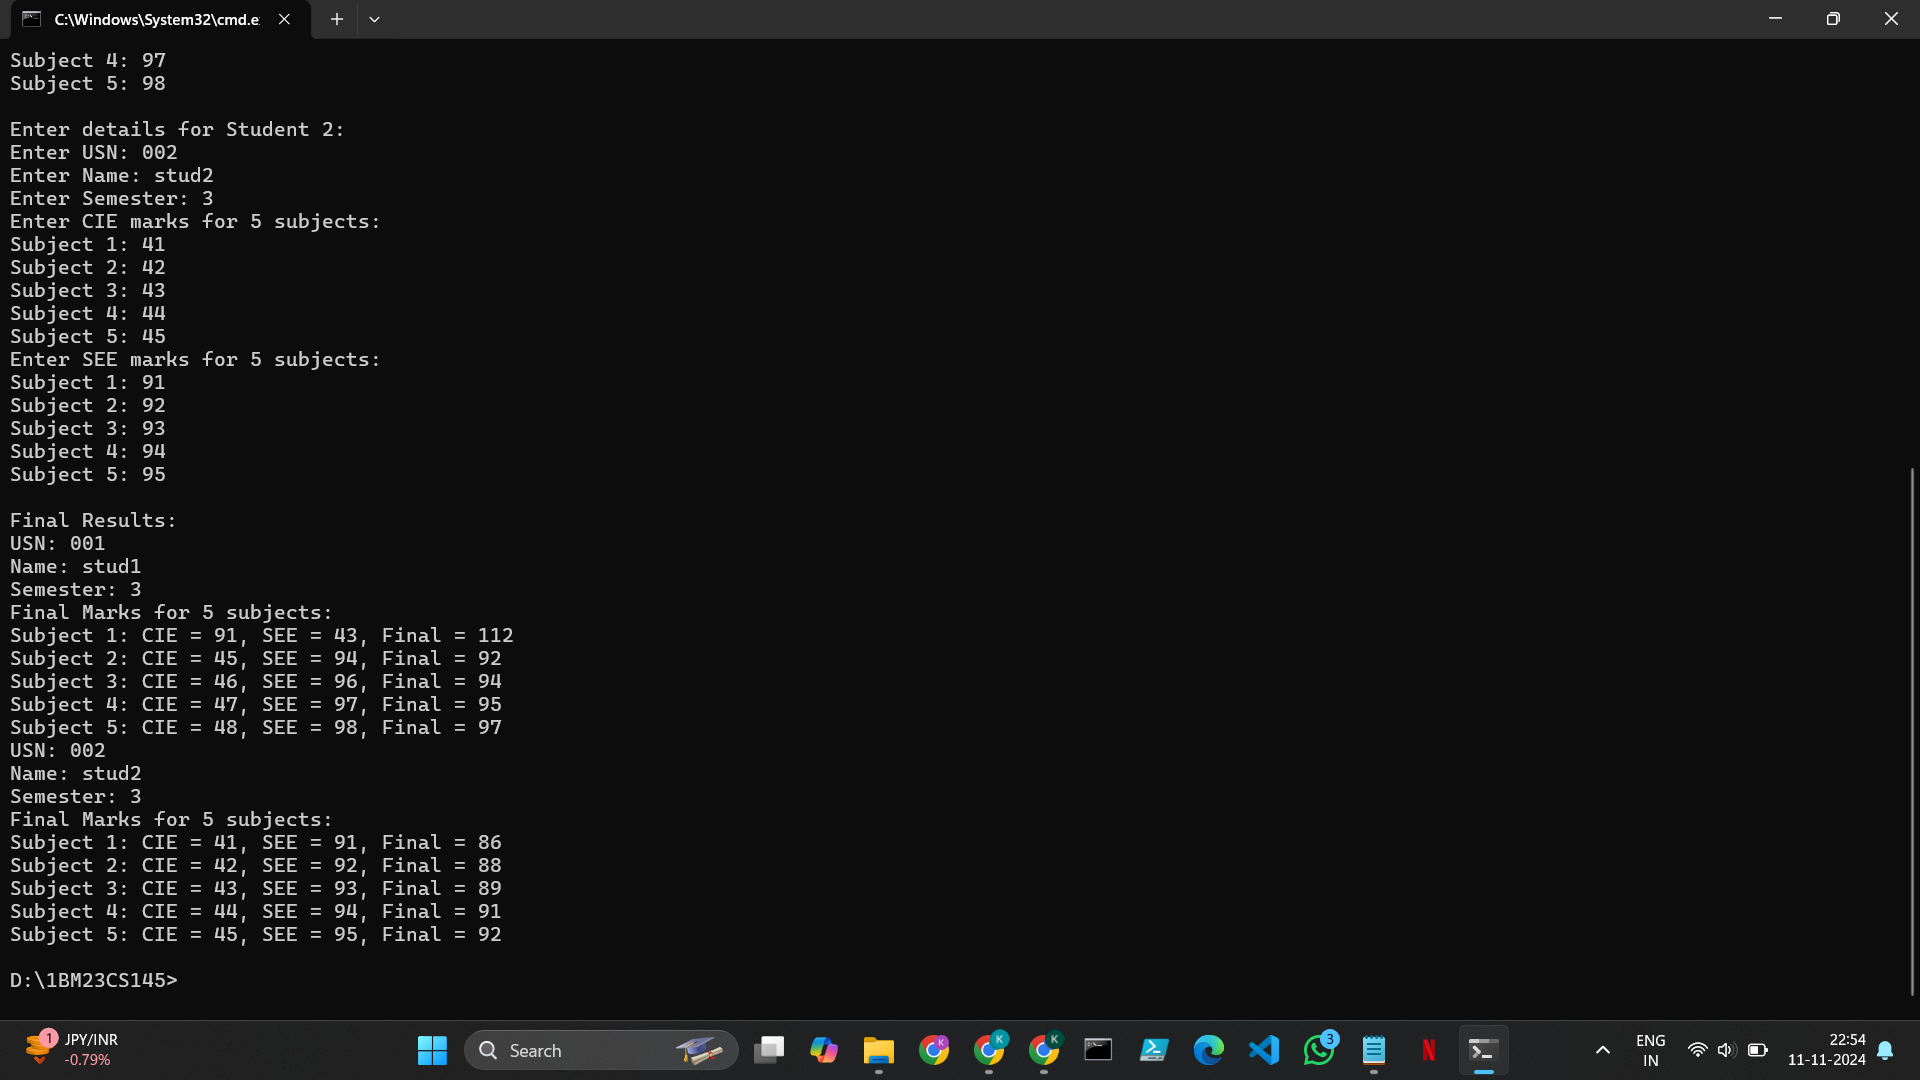 C:\Windows\System32\cmd.e
Subject 4: 97
Subject 5: 98
Enter details for Student 2:
Enter USN: 002
Enter Name: stud2
Enter Semester: 3
Enter CIE marks for 5 subjects:
Subject 1: 41
Subject 2: 42
Subject 3: 43
Subject 4: 44
Subject 5: 45
Enter SEE marks for 5 subjects:
Subject 1: 91
Subject 2: 92
Subject 3: 93
Subject 4: 94
Subject 5: 95
Final Results:
USN: 001
Name: stud1
Semester: 3
Final Marks for 5 subjects:
Subject 1: CIE = 91, SEE = 43, Final = 112
Subject 2: CIE = 45, SEE = 94, Final = 92
Subject 3: CIE = 46, SEE = 96, Final = 94
Subject 4: CIE = 47, SEE = 97, Final = 95
Subject 5: CIE = 48, SEE = 98, Final = 97
USN: 002
Name: stud2
Semester: 3
Final Marks for 5 subjects:
Subject 1: CIE = 41, SEE = 91, Final = 86
Subject 2: CIE = 42, SEE = 92, Final = 88
Subject 3: CIE = 43, SEE = 93, Final = 89
Subject 4: CIE = 44, SEE = 94, Final = 91
Subject 5: CIE = 45, SEE = 95, Final = 92
D:\1BM23CS145>
1
JPY/INR
-0.79%
Search
K
K
K
3
N
ENG
IN
22:54
11-11-2024